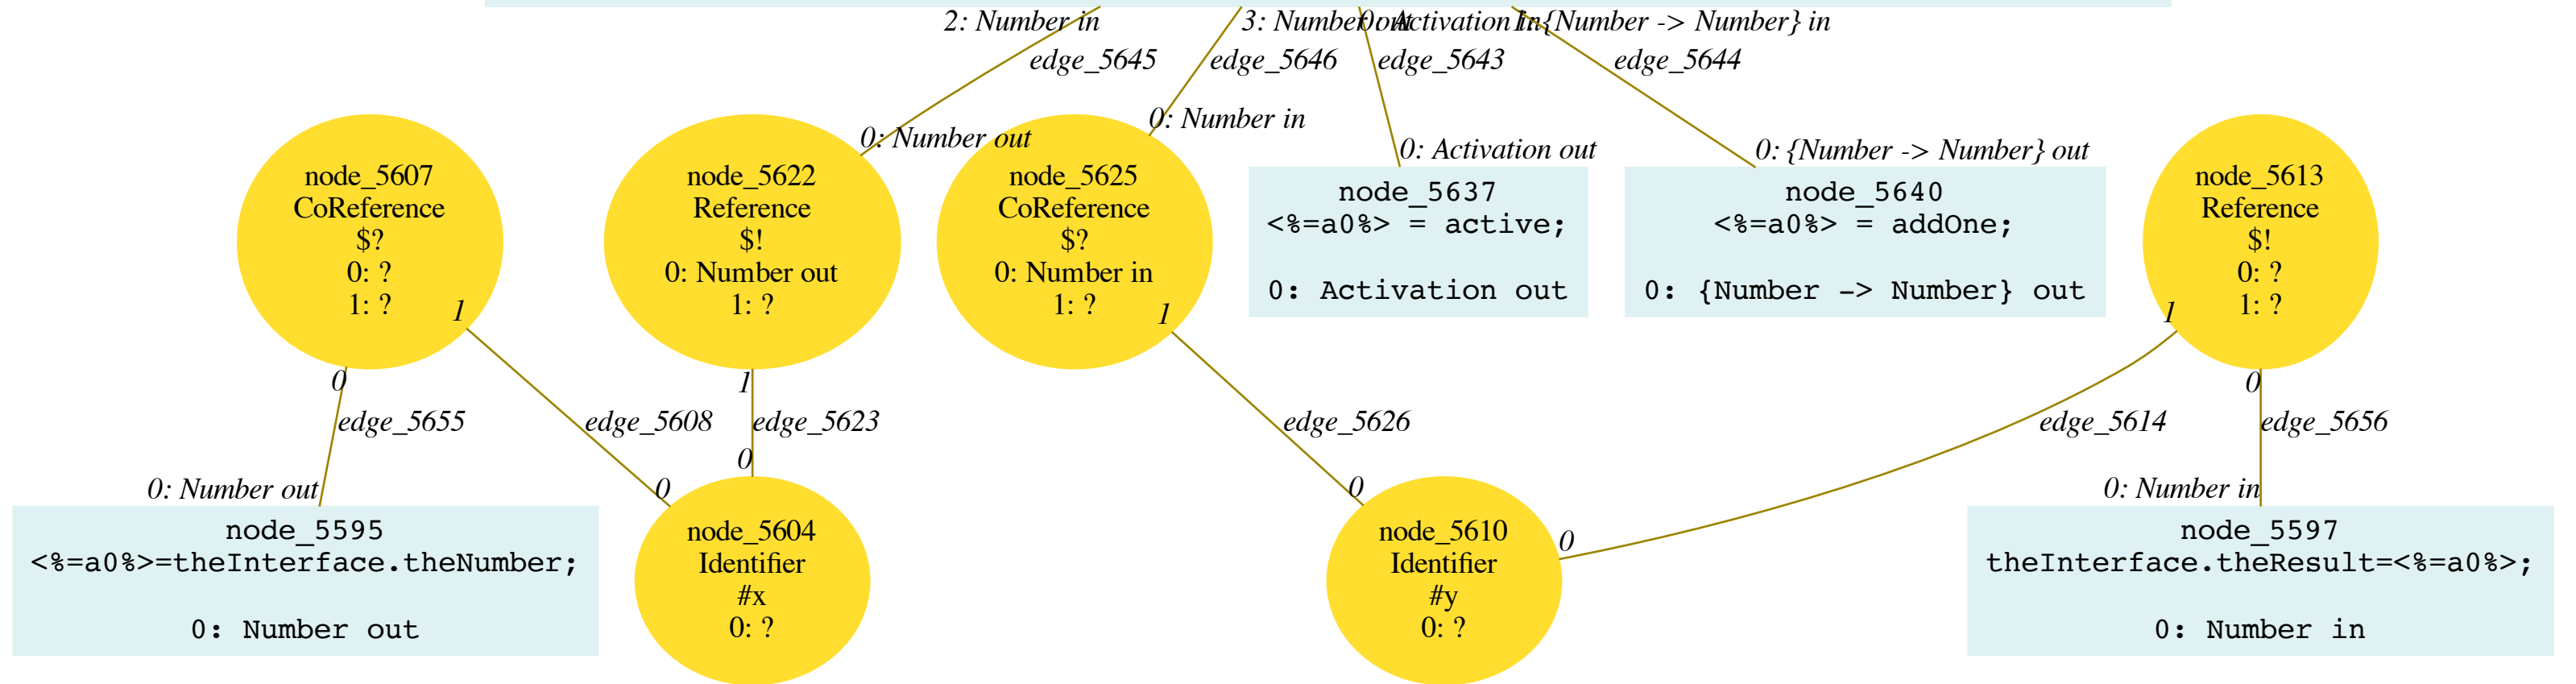 2: Number in
3: Number out
0: Activation in
1: {Number -> Number} in
edge_5645
edge_5646
edge_5643
edge_5644
0: Number out
0: Number in
0: Activation out
0: {Number -> Number} out
node_5607
CoReference
$?
0: ?
1: ?
1
0
node_5622
Reference
$!
0: Number out
1: ?
1
node_5625
CoReference
$?
0: Number in
1: ?
1
node_5637
<%=a0%> = active;
0: Activation out
node_5640
<%=a0%> = addOne;
0: {Number -> Number} out
node_5613
Reference
$!
0: ?
1: ?
1
0
edge_5655
edge_5608
edge_5623
edge_5626
edge_5614
edge_5656
0: Number out
0
0
0
0
0: Number in
node_5595
<%=a0%>=theInterface.theNumber;
0: Number out
node_5604
Identifier
#x
0: ?
node_5610
Identifier
#y
0: ?
node_5597
theInterface.theResult=<%=a0%>;
0: Number in